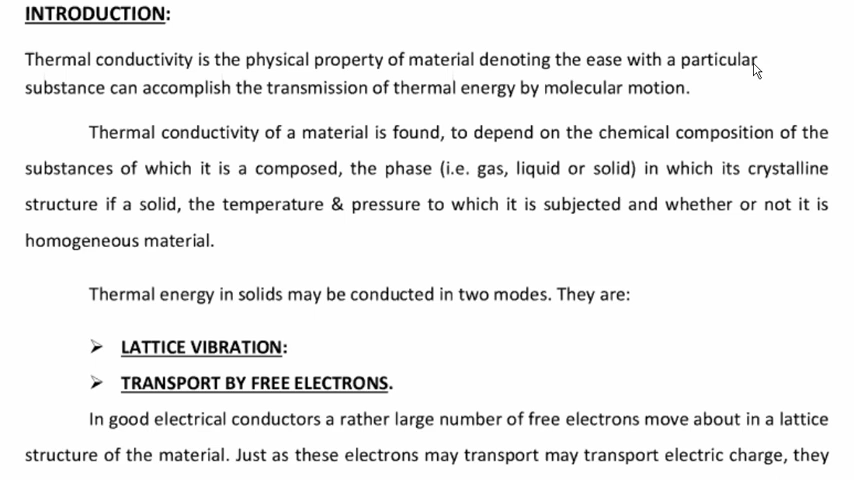 INTRODUCTION:
Thermal conductivity is the physical property of material denoting the ease with a particular
substance can accomplish the transmission of thermal energy by molecular motion.
Thermal conductivity of a material is found, to depend on the chemical composition of the
substances of which it is a composed, the phase (i.e. gas, liquid or solid) in which its crystalline
structure if a solid, the temperature & pressure to which it is subjected and whether or not it is
homogeneous material.
Thermal energy in solids may be conducted in two modes. They are:
➢ LATTICE VIBRATION:
➢ TRANSPORT BY FREE ELECTRONS.
In good electrical conductors a rather large number of free electrons move about in a lattice
structure of the material. Just as these electrons may transport may transport electric charge, they